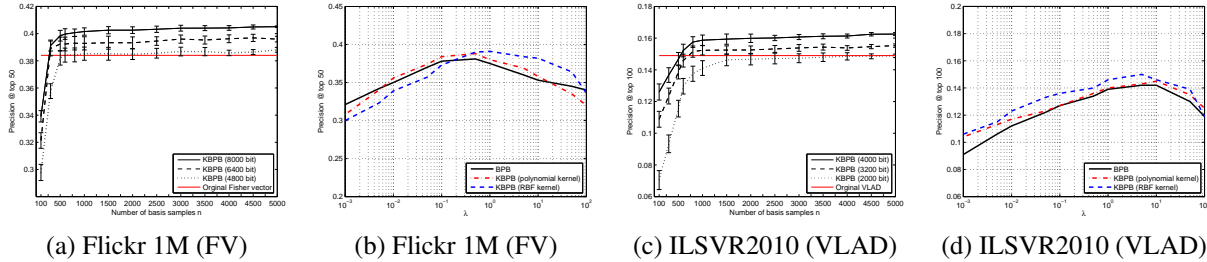 0.42
0.4
0.38
0.36
0.34
0.32
0.3
Precision @ top 50
KBPB (8000 bit)
KBPB (6400 bit)
KBPB (4800 bit)
Orginal Fisher vector
100 500 1000 1500 2000 2500 3000 3500 4000 4500 5000
Number of basis samples n
(a) Flickr 1M (FV)
0.5
0.45
0.4
0.35
0.3
0.25
0.2
Precision @ top 50
BPB
KBPB (polynomial kernel)
KBPB (RBF kernel)
10⁻³ 10⁻² 10⁻¹ 10⁰ 10¹ 10²
λ
(b) Flickr 1M (FV)
0.18
0.16
0.14
0.12
0.1
0.08
0.06
Precision @ top 100
KBPB (4000 bit)
KBPB (3200 bit)
KBPB (2000 bit)
Orginal VLAD
100 500 1000 1500 2000 2500 3000 3500 4000 4500 5000
Number of basis samples n
(c) ILSVR2010 (VLAD)
0.2
0.18
0.16
0.14
0.12
0.1
0.08
0.06
Precision @ top 100
BPB
KBPB (polynomial kernel)
KBPB (RBF kernel)
10⁻³ 10⁻² 10⁻¹ 10⁰ 10¹ 10²
λ
(d) ILSVR2010 (VLAD)